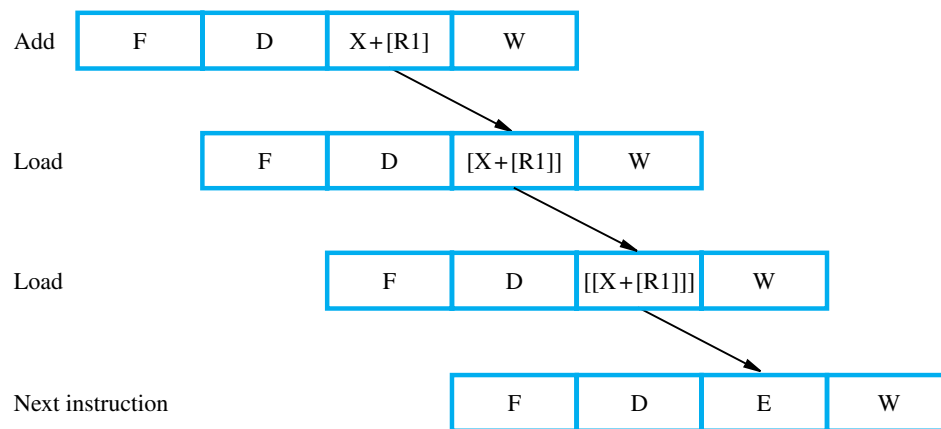 Add F D X+[R1] W
Load F D [X+[R1]] W
Load F D [[X+[R1]]] W
Next instruction F D E W